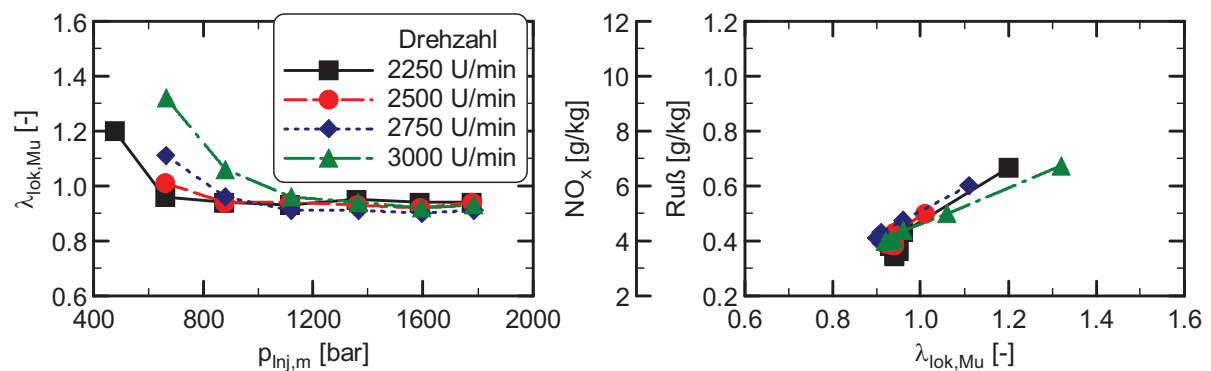 1.6
1.4
1.2
1.0
0.8
0.6
400
800
1200
1600
2000
λlok,Mu [-]
pInj,m [bar]
Drehzahl
2250 U/min
2500 U/min
2750 U/min
3000 U/min
12
10
8
6
4
2
NOx [g/kg]
1.2
1.0
0.8
0.6
0.4
0.2
Ruß [g/kg]
0.6
0.8
1.0
1.2
1.4
1.6
λlok,Mu [-]